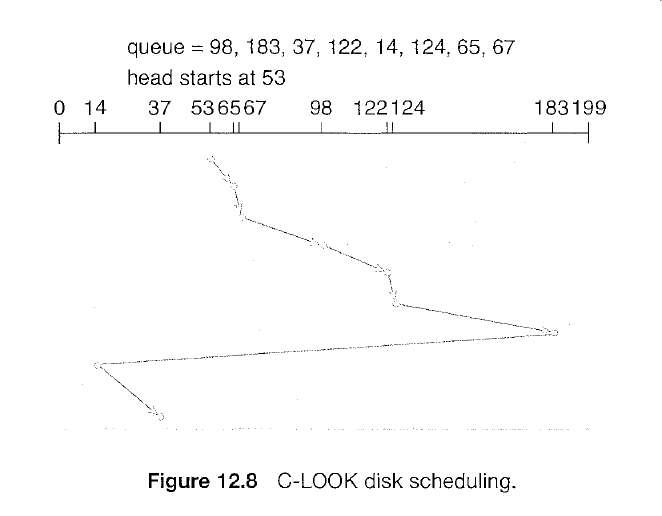 queue = 98, 183, 37, 122, 14, 124, 65, 67
head starts at 53
0 14 37 53 65 67 98 122 124 183 199
Figure 12.8 C-LOOK disk scheduling.